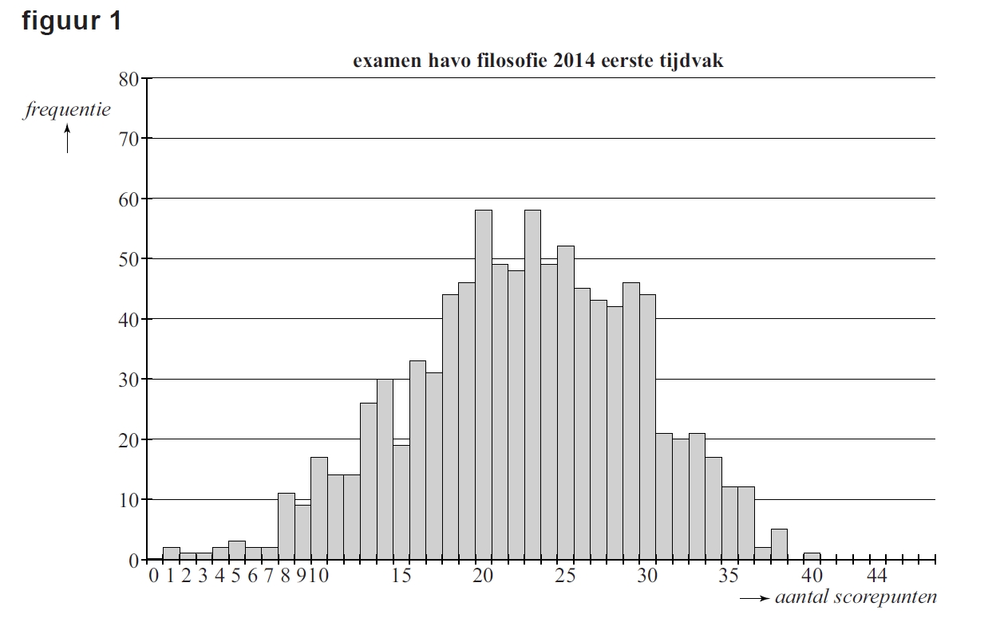 figuur 1
examen havo filosofie 2014 eerste tijdvak
80
frequentie
70
60
50
40
30
20
10
0
0 1 2 3 4 5 6 7 8 9 10 15 20 25 30 35 40 44
aantal scorepunten